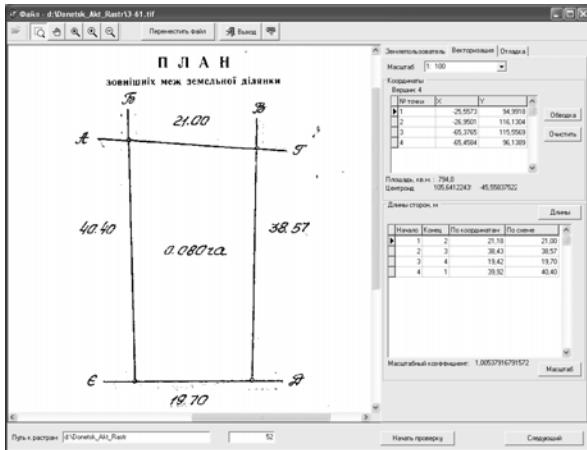 Файл - d:\Donetsk_Akt_Rastr\3-61.tif
Переместить файл
Выход
ПЛАН
зовнішніх меж земельної ділянки
Б
В
21.00
А
Г
40.40
38.57
0.080га
Є
Д
19.70
Землепользователь Векторизация Отладка
Масштаб 1: 100
Координаты
Вершин: 4
№ точки X Y
1 -25,5573 94,9918
2 -26,9501 116,1304
3 -65,3765 115,5569
4 -65,4584 96,1389
Обводка
Очистить
Площадь, кв.м.: 794,0
Центроид 105,6412243 -45,55837522
Длины сторон, м
Длины
Начало Конец По координатам По схеме
1 2 21,18 21,00
2 3 38,43 38,57
3 4 19,42 19,70
4 1 39,92 40,40
Масштабный коэффициент: 1,00537916791572
Масштаб
Путь к растрам d:\Donetsk_Akt_Rastr 52 Начать проверку Следующий